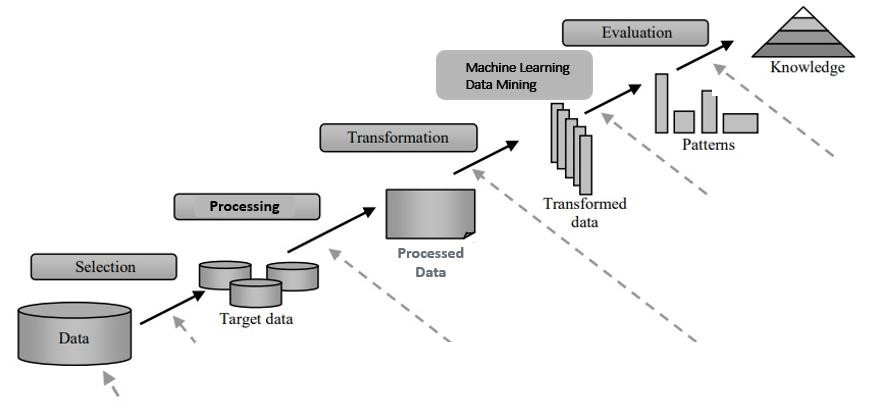 Evaluation
Knowledge
Machine Learning
Data Mining
Patterns
Transformation
Transformed
data
Processing
Processed
Data
Selection
Target data
Data